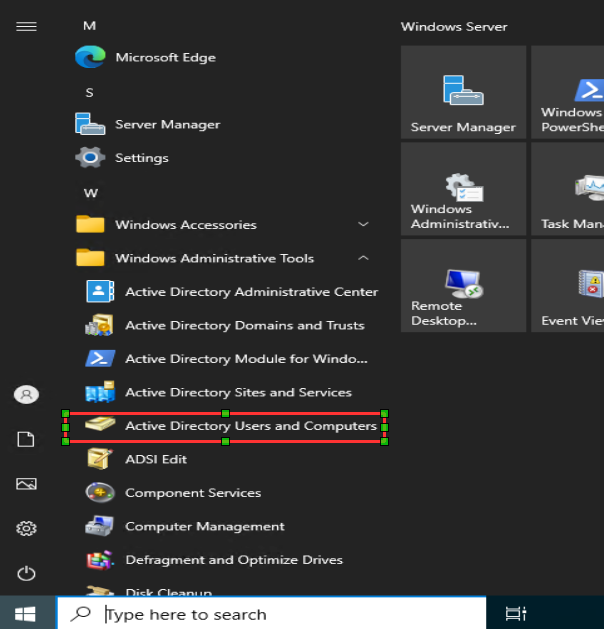 M
Microsoft Edge
S
Server Manager
Settings
W
Windows Accessories
Windows Administrative Tools
Active Directory Administrative Center
Active Directory Domains and Trusts
Active Directory Module for Windo...
Active Directory Sites and Services
Active Directory Users and Computers
ADSI Edit
Component Services
Computer Management
Defragment and Optimize Drives
Disk Cleanup
Type here to search
Windows Server
Server Manager
Windows
PowerShe
Windows
Administrativ...
Task Man
Remote
Desktop...
Event Vie